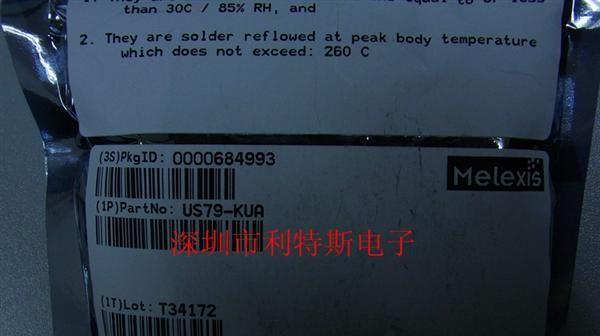 than 30C / 85% RH, and
2. They are solder reflowed at peak body temperature
which does not exceed: 260 C
(3S)PkgID: 0000684993
Melexis
(1P)PartNo: US79-KUA
深圳市利特斯电子
(1T)Lot: T34172